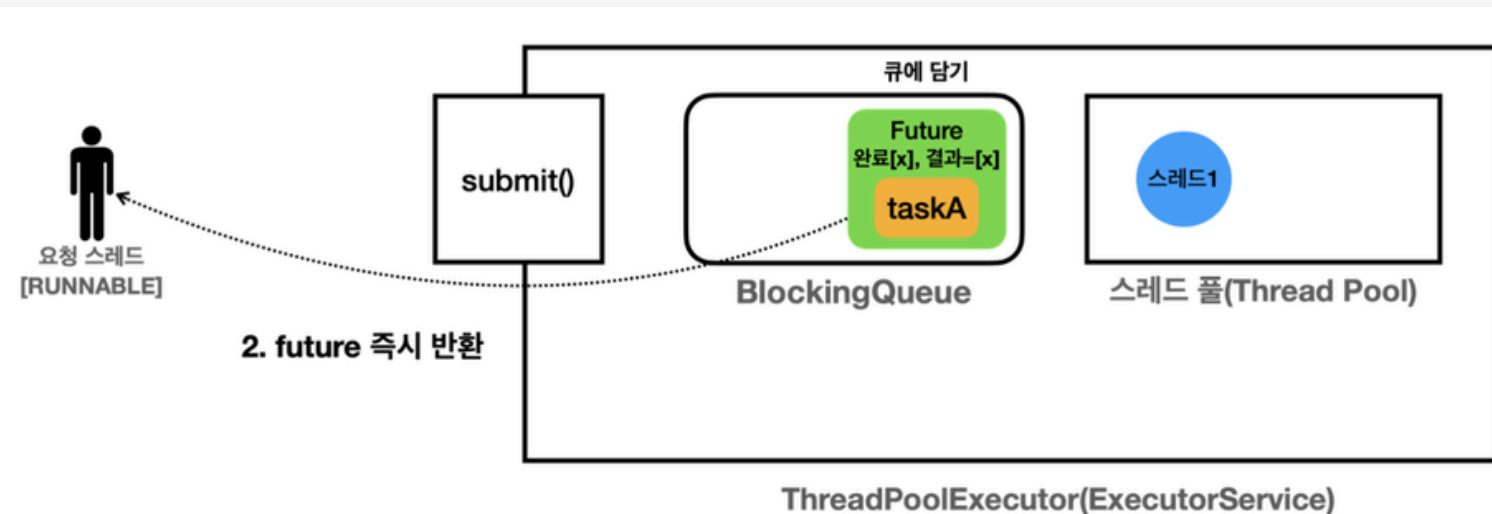 큐에 담기
submit()
Future
완료[x], 결과=[x]
taskA
스레드1
요청 스레드
[RUNNABLE]
BlockingQueue
스레드 풀(Thread Pool)
2. future 즉시 반환
ThreadPoolExecutor(ExecutorService)